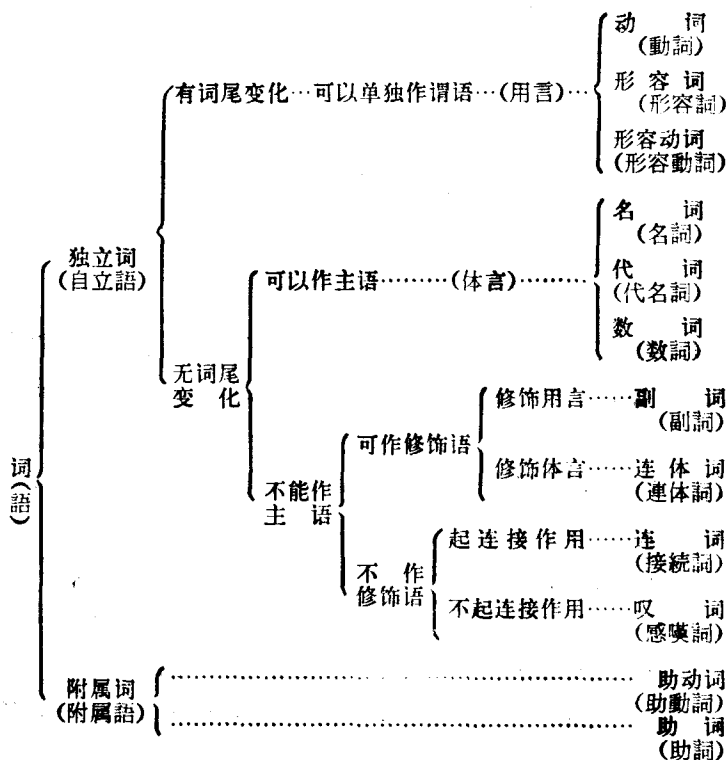 动 词
(動詞)
有词尾变化…可以单独作谓语…(用言)…
形 容 词
(形容詞)
形容动词
(形容動詞)
名 词
(名詞)
独立词
(自立語)
可以作主语………(体言)………
代 词
(代名詞)
数 词
(数詞)
无词尾
变 化
修饰用言……副 词
(副詞)
可作修饰语
修饰体言……连 体 词
(連体詞)
词
(語)
不能作
主 语
起连接作用……连 词
(接続詞)
不 作
修饰语
不起连接作用……叹 词
(感嘆詞)
附属词
(附属語)
助动词
(助動詞)
助 词
(助詞)